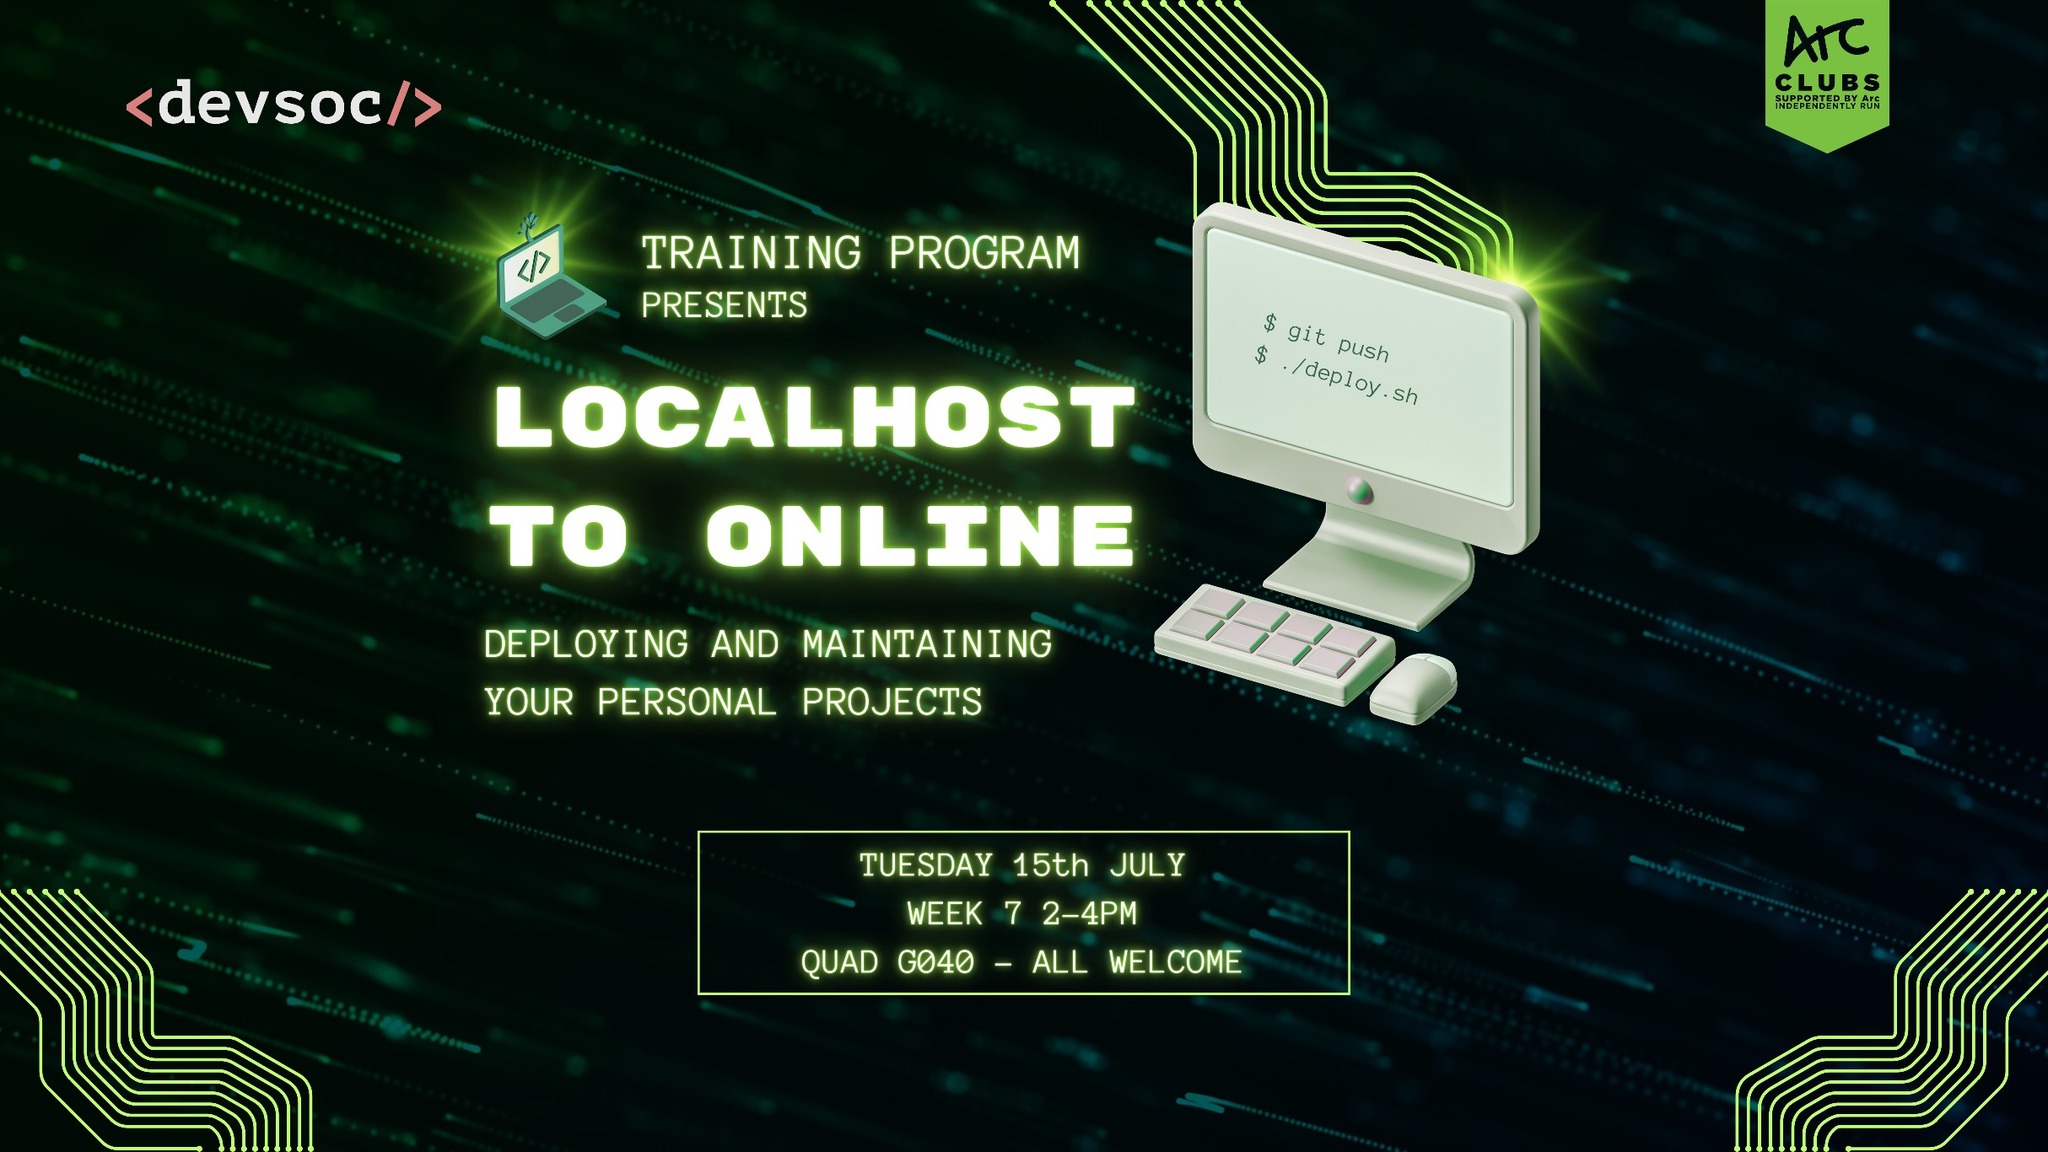 <devsoc/>
Arc
CLUBS
SUPPORTED BY Arc
INDEPENDENTLY RUN
TRAINING PROGRAM
PRESENTS
</>
LOCALHOST
TO ONLINE
DEPLOYING AND MAINTAINING
YOUR PERSONAL PROJECTS
$ git push
$ ./deploy.sh
TUESDAY 15th JULY
WEEK 7 2-4PM
QUAD G040 - ALL WELCOME